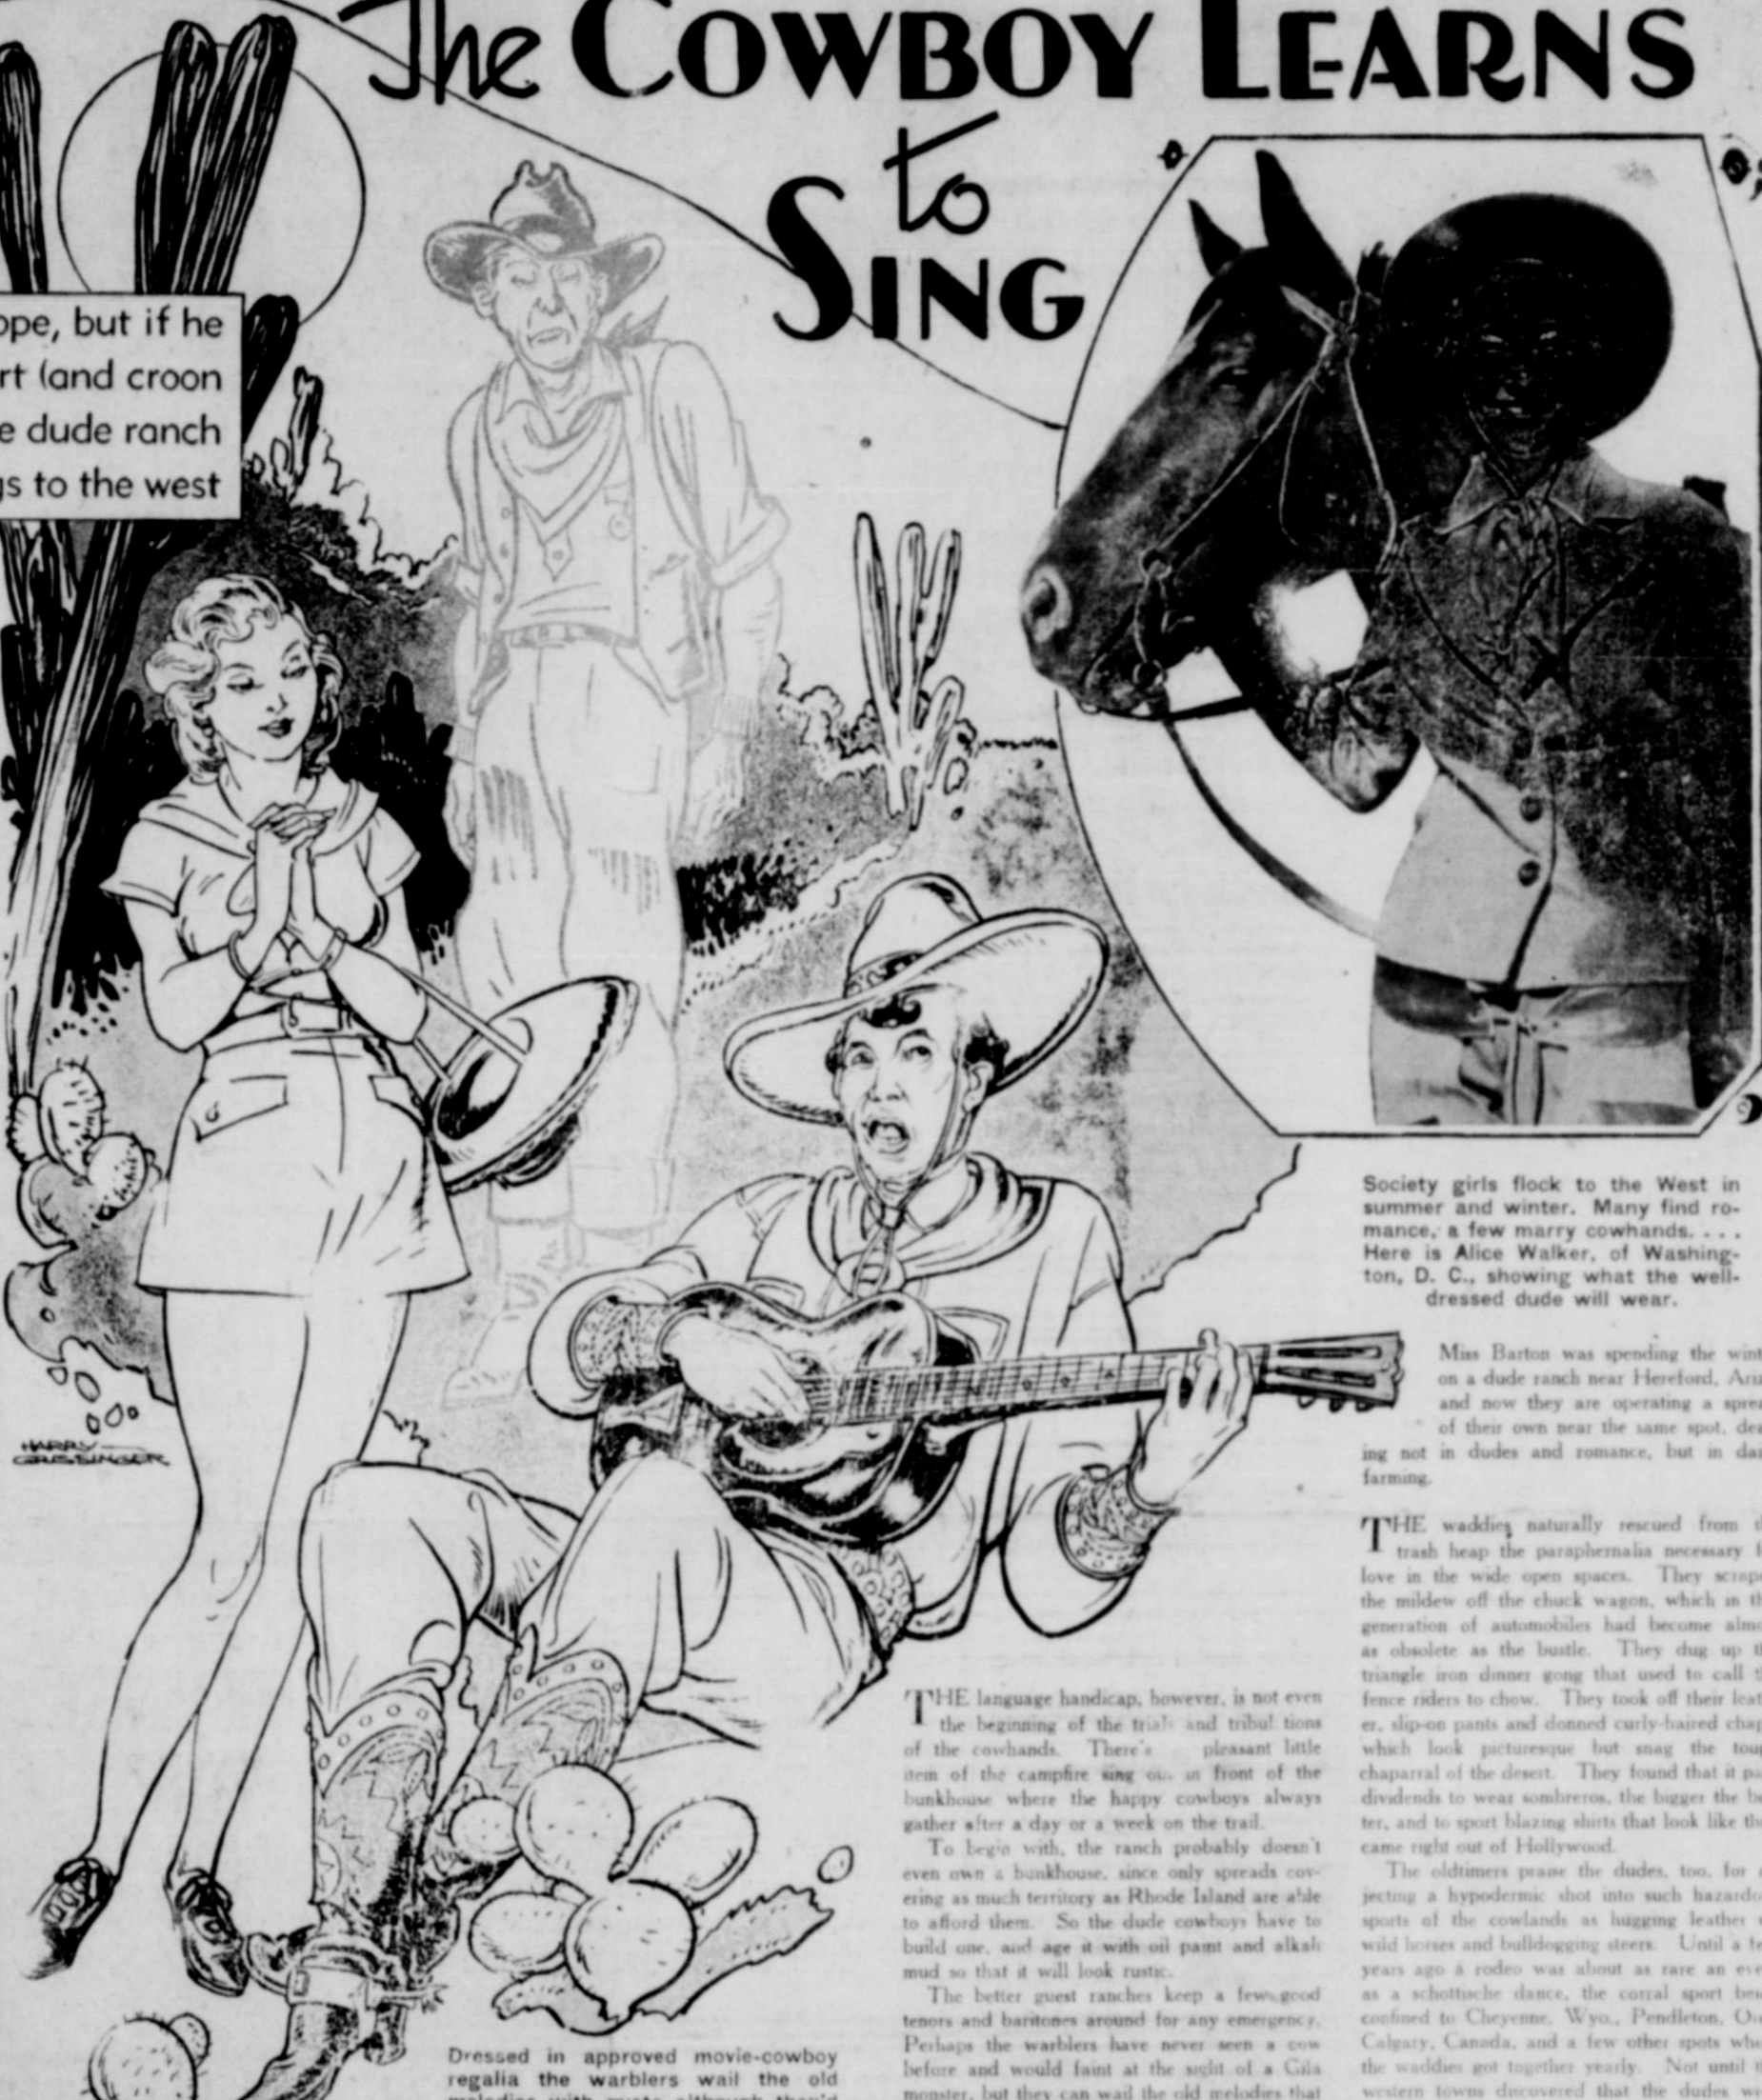 The COWBOY LEARNS
to
SING
ope, but if he
rt (and croon
e dude ranch
gs to the west
HARRY
GRISSINGER
Society girls flock to the West in
summer and winter. Many find ro-
mance, a few marry cowhands. . . .
Here is Alice Walker, of Washing-
ton, D. C., showing what the well-
dressed dude will wear.
Dressed in approved movie-cowboy
regalia the warblers wail the old
THE language handicap, however, is not even
the beginning of the trials and tribul tions
of the cowhands. There's pleasant little
item of the campfire sing in front of the
bunkhouse where the happy cowboys always
gather after a day or a week on the trail.
To begin with, the ranch probably doesn't
even own a bunkhouse, since only spreads cov-
ering as much territory as Rhode Island are able
to afford them. So the dude cowboys have to
build one, and age it with oil paint and alkali
mud so that it will look rustic.
The better guest ranches keep a few good
tenors and baritones around for any emergency.
Perhaps the warblers have never seen a cow
before and would faint at the sight of a Gila
monster, but they can wail the old melodies that
Miss Barton was spending the wint
on a dude ranch near Hereford, Ariz
and now they are operating a sprea
of their own near the same spot, dea
ing not in dudes and romance, but in dai
farming.
THE waddies naturally rescued from t
trash heap the paraphernalia necessary f
love in the wide open spaces. They scrap
the mildew off the chuck wagon, which in th
generation of automobiles had become almo
as obsolete as the bustle. They dug up t
triangle iron dinner gong that used to call t
fence riders to chow. They took off their leat
er, slip-on pants and donned curly-haired chap
which look picturesque but snag the toug
chaparral of the desert. They found that it pa
dividends to wear sombreros, the bigger the be
ter, and to sport blazing shirts that look like the
came right out of Hollywood.
The oldtimers praise the dudes, too, for
jecting a hypodermic shot into such hazardo
sports of the cowlands as hugging leather
wild horses and bulldogging steers. Until a fe
years ago a rodeo was about as rare an eve
as a schottische dance, the corral sport bei
confined to Cheyenne, Wyo., Pendleton, Or
Calgary, Canada, and a few other spots whe
the waddies got together yearly. Not until
western towns discovered that the dudes